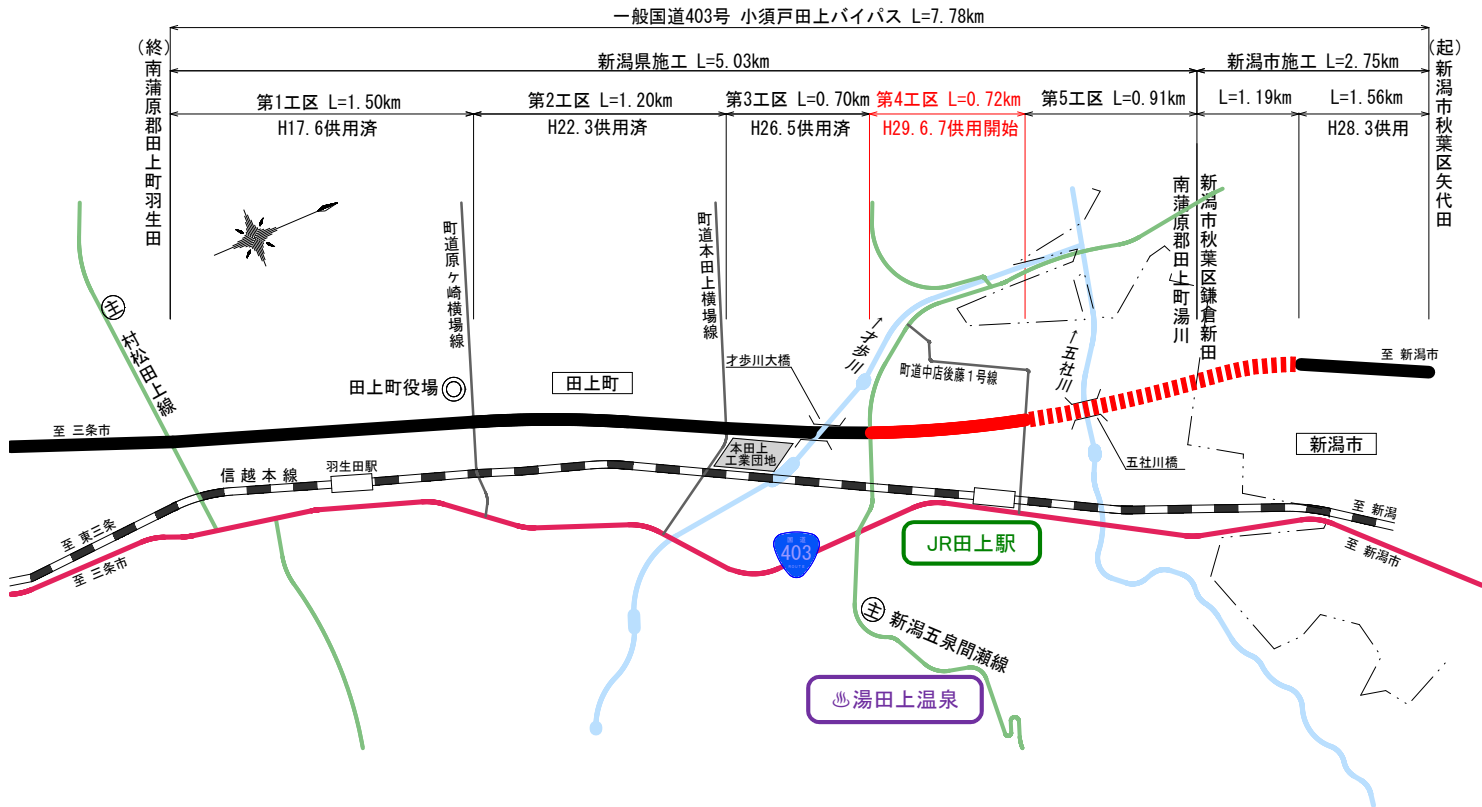 一般国道403号 小須戸田上バイパス L=7.78km
(終)
南蒲原郡田上町羽生田
(起)
新潟市秋葉区矢代田
新潟県施工 L=5.03km
新潟市施工 L=2.75km
第1工区 L=1.50km
第2工区 L=1.20km
第3工区 L=0.70km
第4工区 L=0.72km
第5工区 L=0.91km
L=1.19km
L=1.56km
H17.6供用済
H22.3供用済
H26.5供用済
H29.6.7供用開始
H28.3供用
南蒲原郡田上町湯川
新潟市秋葉区鎌倉新田
主
村松田上線
町道原ヶ崎横場線
町道本田上横場線
→才歩川
→五社川
才歩川大橋
町道中店後藤1号線
至 新潟市
田上町役場
田上町
至 三条市
本田上
工業団地
五社川橋
新潟市
信越本線
羽生田駅
至 東三条
至 三条市
至 新潟
至 新潟市
国道
403
ROUTE
JR田上駅
主
新潟五泉間瀬線
♨湯田上温泉